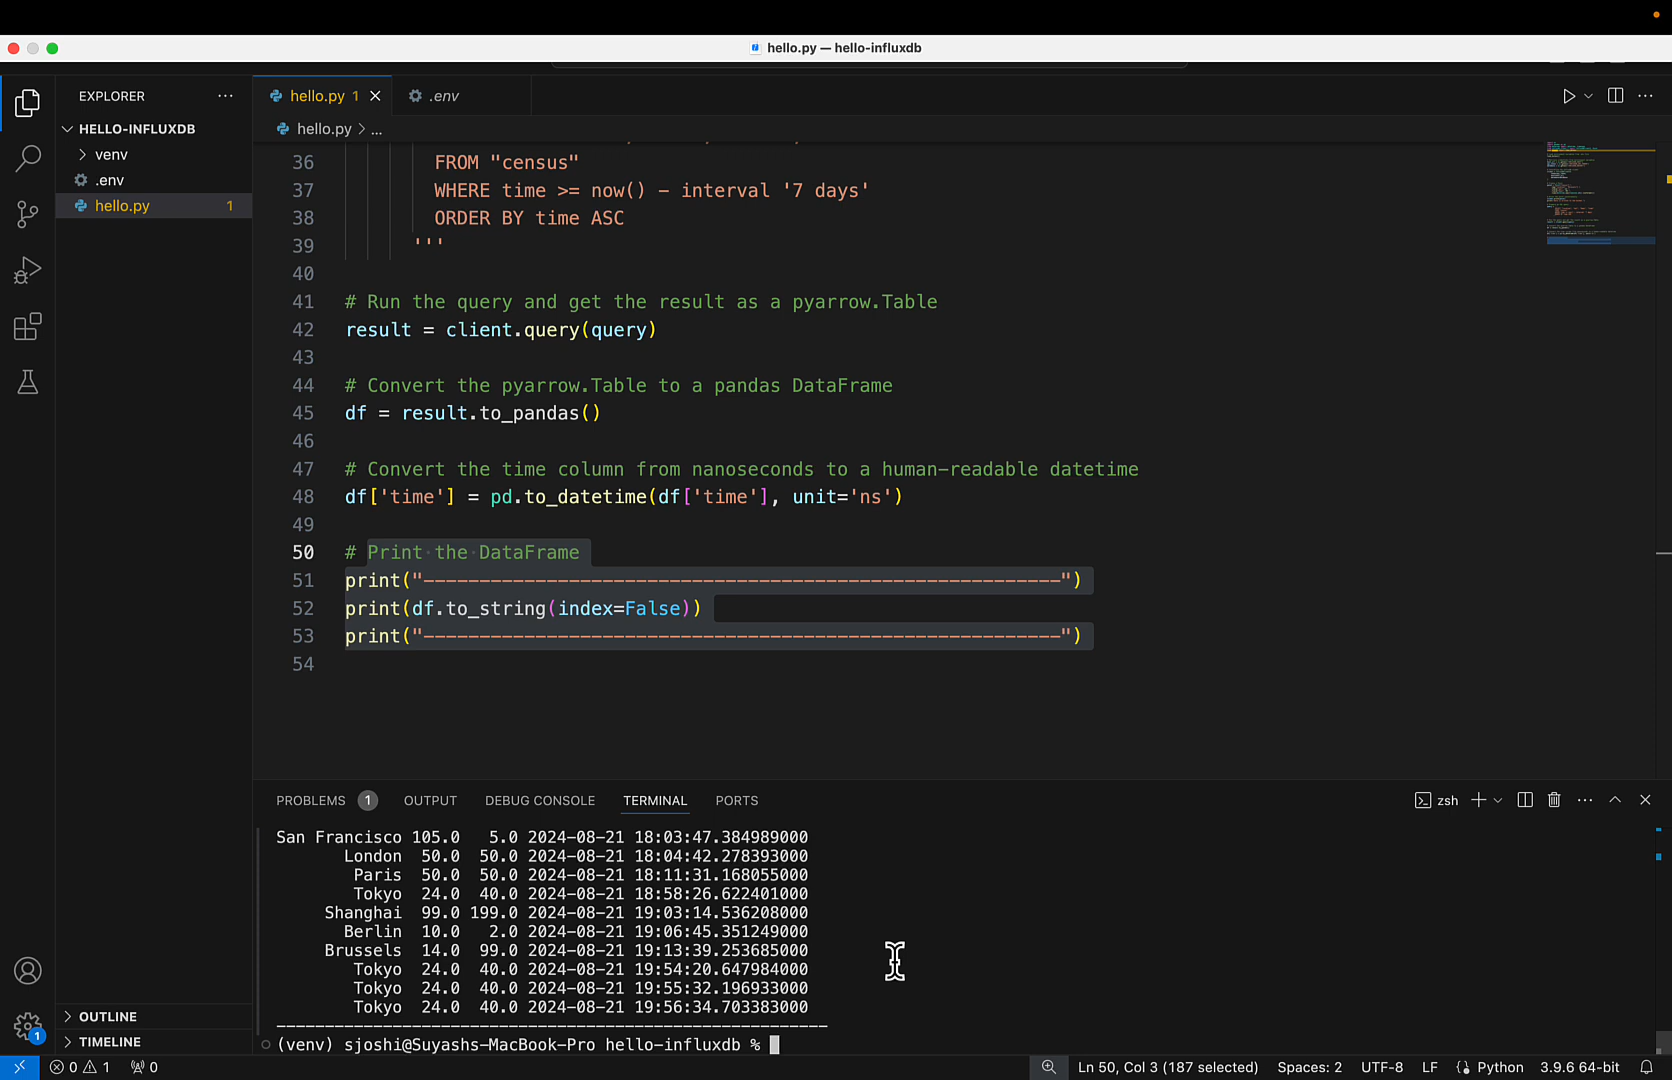 hello.py — hello-influxdb
EXPLORER
HELLO-INFLUXDB
venv
.env
hello.py 1
hello.py 1
.env
hello.py > ...
36 FROM "census"
37 WHERE time >= now() - interval '7 days'
38 ORDER BY time ASC
39 '''
40
41 # Run the query and get the result as a pyarrow.Table
42 result = client.query(query)
43
44 # Convert the pyarrow.Table to a pandas DataFrame
45 df = result.to_pandas()
46
47 # Convert the time column from nanoseconds to a human-readable datetime
48 df['time'] = pd.to_datetime(df['time'], unit='ns')
49
50 # Print the DataFrame
51 print("---------------------------------------------------------")
52 print(df.to_string(index=False))
53 print("---------------------------------------------------------")
54
PROBLEMS 1 OUTPUT DEBUG CONSOLE TERMINAL PORTS
zsh
San Francisco 105.0 5.0 2024-08-21 18:03:47.384989000
London 50.0 50.0 2024-08-21 18:04:42.278393000
Paris 50.0 50.0 2024-08-21 18:11:31.168055000
Tokyo 24.0 40.0 2024-08-21 18:58:26.622401000
Shanghai 99.0 199.0 2024-08-21 19:03:14.536208000
Berlin 10.0 2.0 2024-08-21 19:06:45.351249000
Brussels 14.0 99.0 2024-08-21 19:13:39.253685000
Tokyo 24.0 40.0 2024-08-21 19:54:20.647984000
Tokyo 24.0 40.0 2024-08-21 19:55:32.196933000
Tokyo 24.0 40.0 2024-08-21 19:56:34.703383000
---------------------------------------------------------
(venv) sjoshi@Suyashs-MacBook-Pro hello-influxdb %
OUTLINE
TIMELINE
1
0 1 0
Ln 50, Col 3 (187 selected) Spaces: 2 UTF-8 LF Python 3.9.6 64-bit